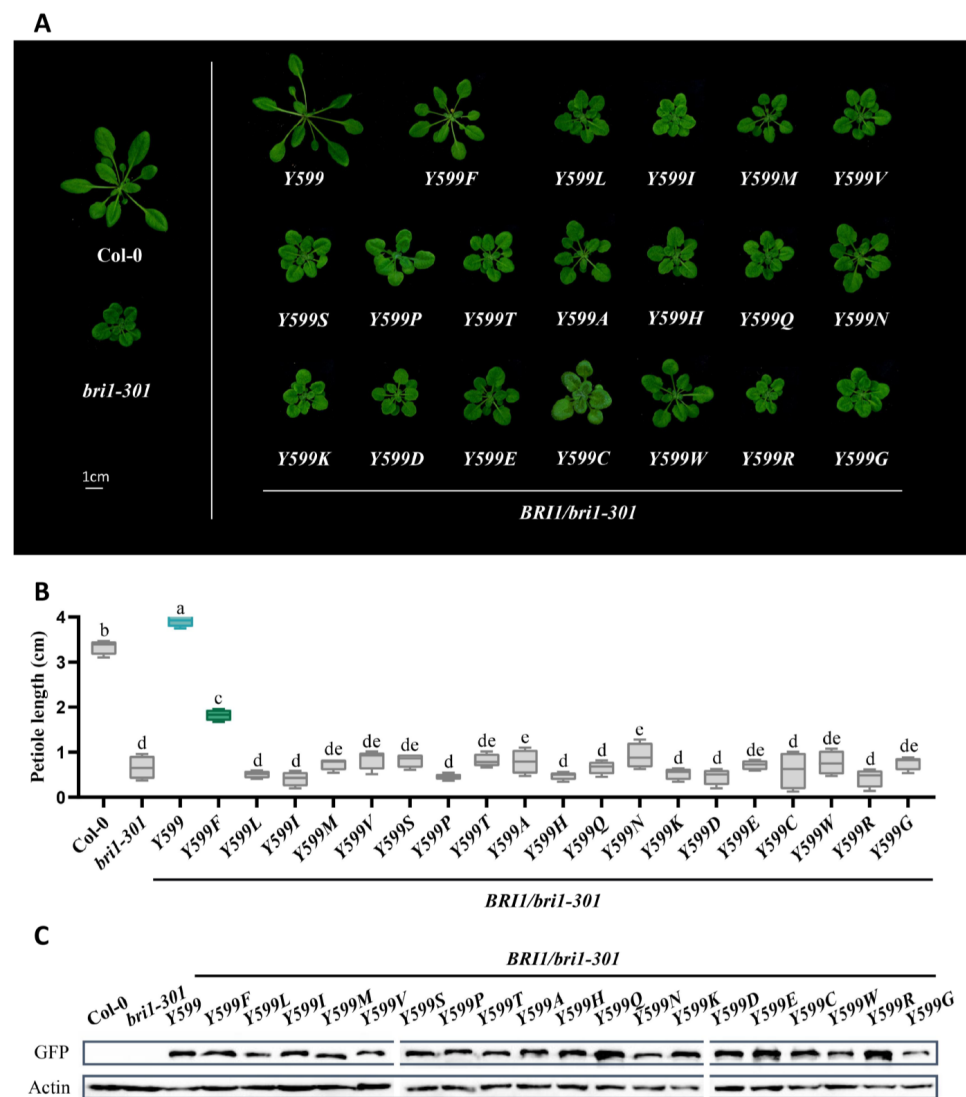 A
Y599 Y599F Y599L Y599I Y599M Y599V
Col-0
Y599S Y599P Y599T Y599A Y599H Y599Q Y599N
bri1-301
Y599K Y599D Y599E Y599C Y599W Y599R Y599G
1cm
BRI1/bri1-301
B
Petiole length (cm)
4
3
2
1
0
b d a c d d de de de d de e d d e d d de d de d de
Col-0 bri1-301 Y599 Y599F Y599L Y599I Y599M Y599V Y599S Y599P Y599T Y599A Y599H Y599Q Y599N Y599K Y599D Y599E Y599C Y599W Y599R Y599G
BRI1/bri1-301
C
BRI1/bri1-301
Col-0 bri1-301 Y599 Y599F Y599L Y599I Y599M Y599V Y599S Y599P Y599T Y599A Y599H Y599Q Y599N Y599K Y599D Y599E Y599C Y599W Y599R Y599G
GFP
Actin